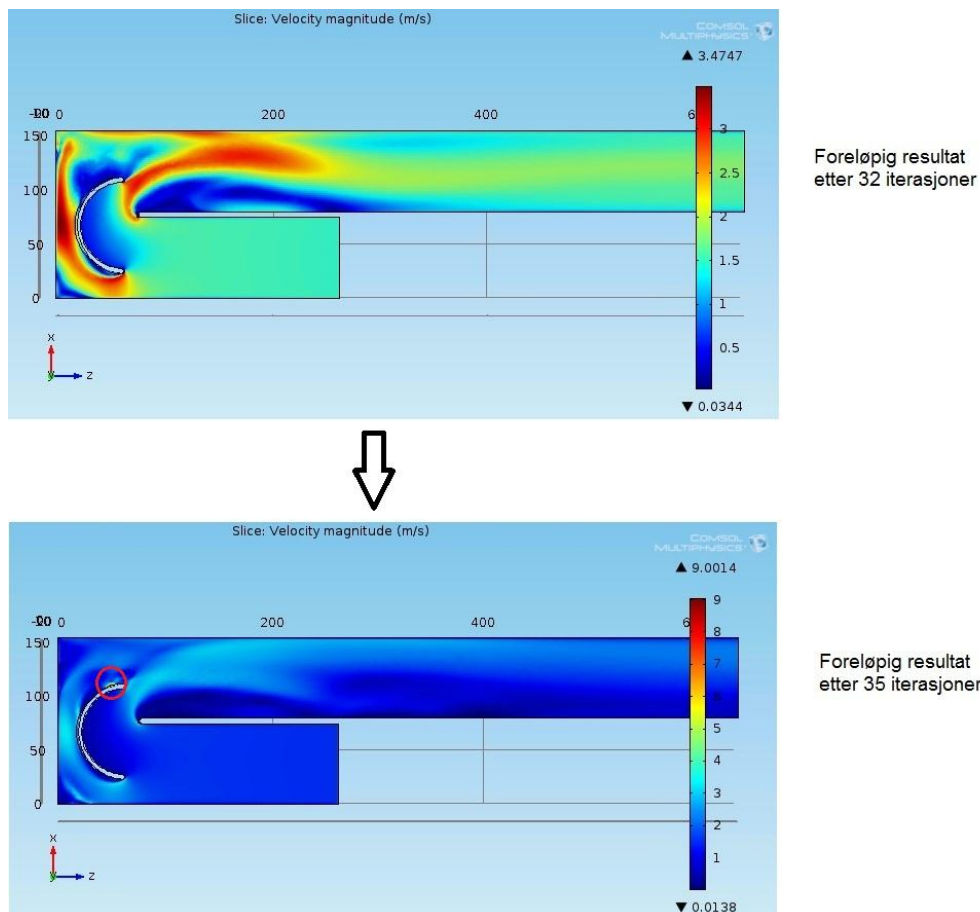 Slice: Velocity magnitude (m/s)
COMSOL
MULTIPHYSICS
▲ 3.4747
0 200 400
150
100
50
0
3
2.5
2
1.5
1
0.5
x
y z
▼ 0.0344
Foreløpig resultat
etter 32 iterasjoner
Slice: Velocity magnitude (m/s)
COMSOL
MULTIPHYSICS
▲ 9.0014
0 200 400
150
100
50
0
9
8
7
6
5
4
3
2
1
x
y z
▼ 0.0138
Foreløpig resultat
etter 35 iterasjoner